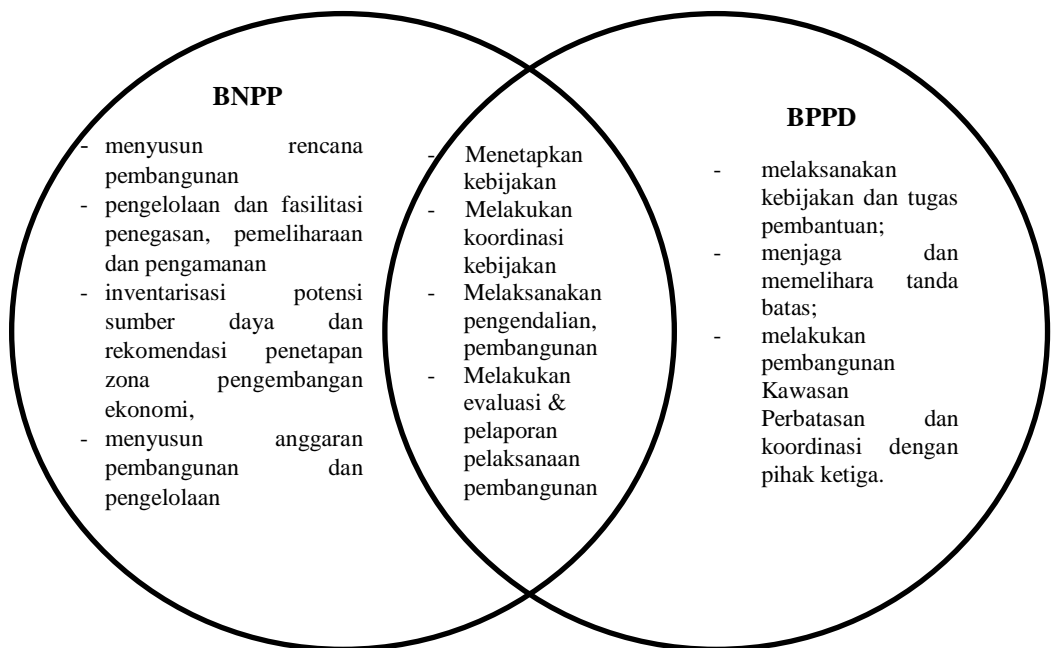 BNPP
- menyusun rencana
pembangunan
- pengelolaan dan fasilitasi
penegasan, pemeliharaan
dan pengamanan
- inventarisasi potensi
sumber daya dan
rekomendasi penetapan
zona pengembangan
ekonomi,
- menyusun anggaran
pembangunan dan
pengelolaan
- Menetapkan
kebijakan
- Melakukan
koordinasi
kebijakan
- Melaksanakan
pengendalian,
pembangunan
- Melakukan
evaluasi &
pelaporan
pelaksanaan
pembangunan
BPPD
- melaksanakan
kebijakan dan tugas
pembantuan;
- menjaga dan
memelihara tanda
batas;
- melakukan
pembangunan
Kawasan
Perbatasan dan
koordinasi dengan
pihak ketiga.